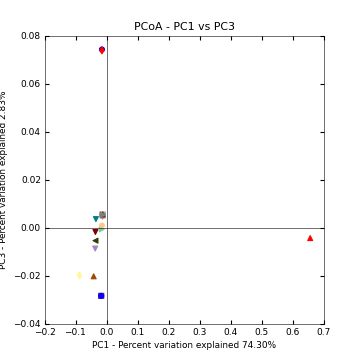 PCoA - PC1 vs PC3
0.08
0.06
0.04
0.02
0.00
−0.02
−0.04
PC3 - Percent variation explained 2.83%
−0.2 −0.1 0.0 0.1 0.2 0.3 0.4 0.5 0.6 0.7
PC1 - Percent variation explained 74.30%